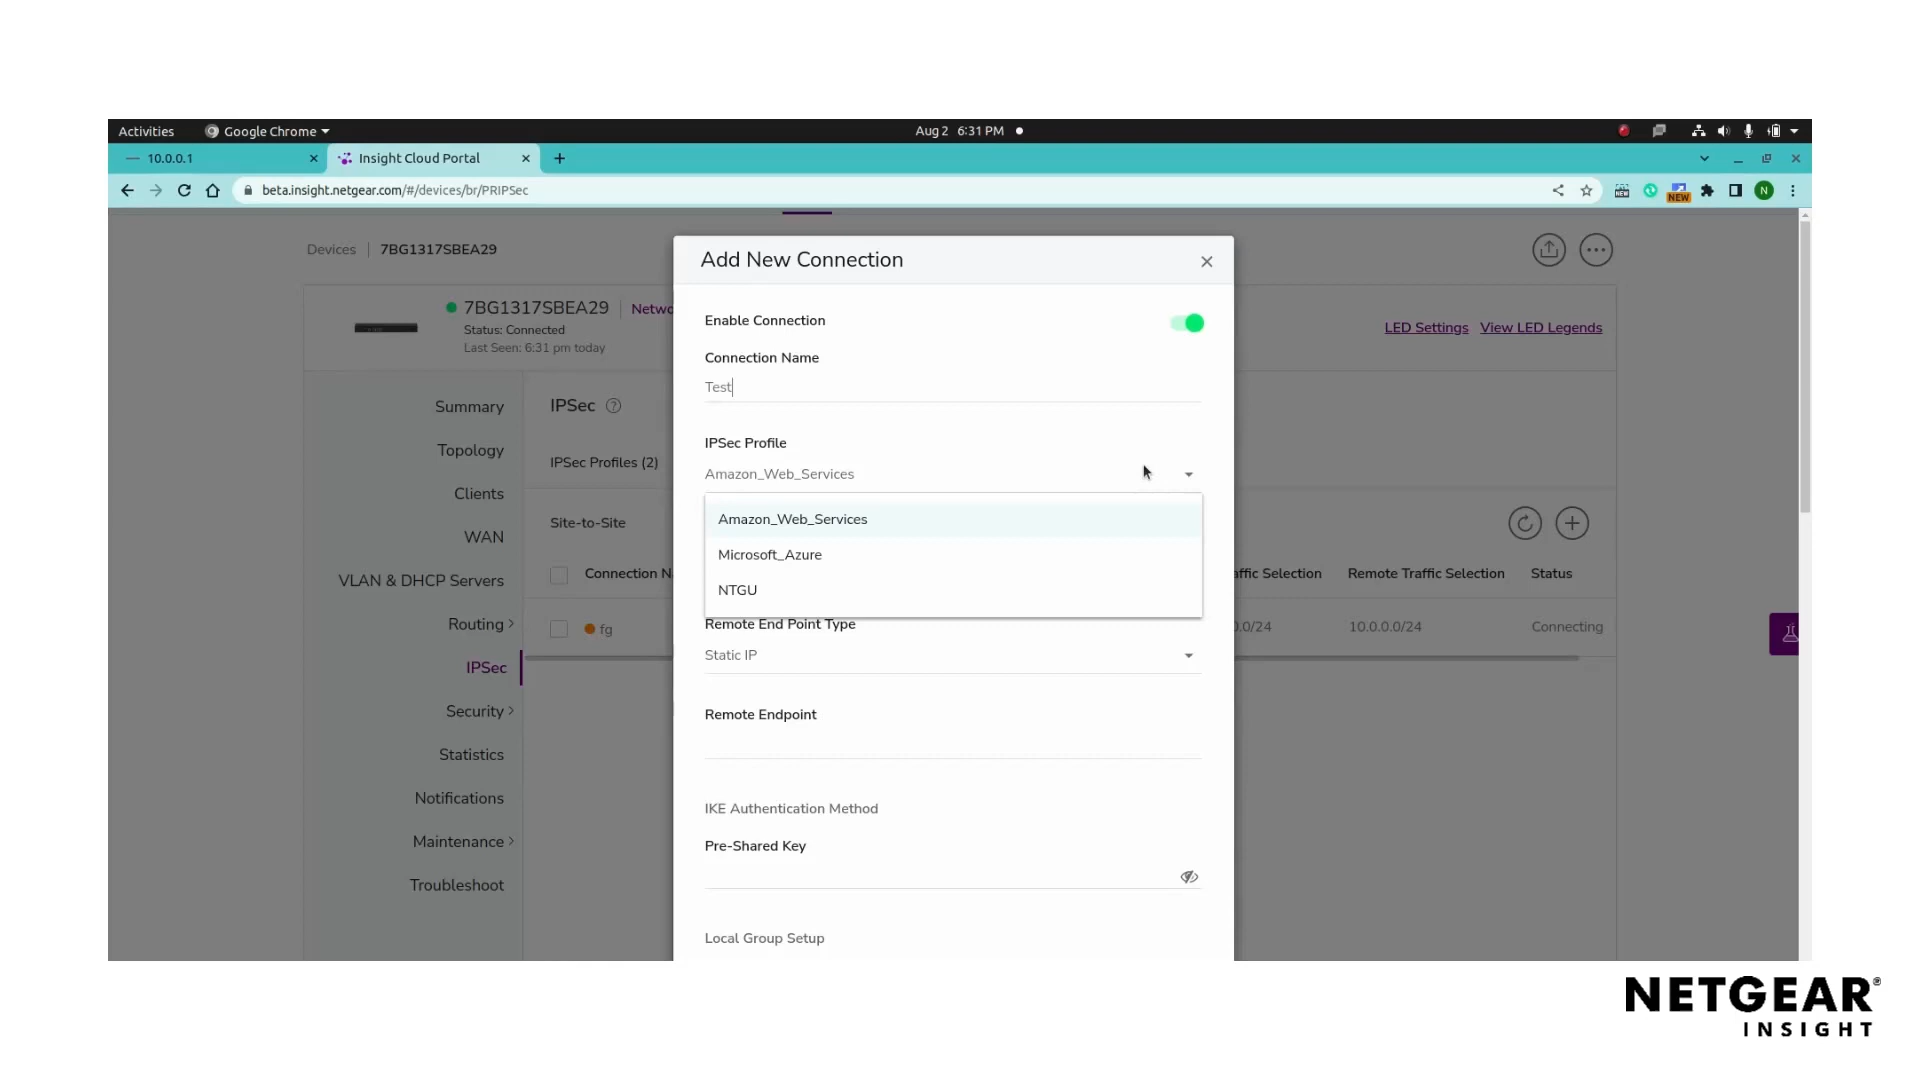 Activities
Google Chrome
Aug 2 6:31 PM
10.0.0.1
Insight Cloud Portal
beta.insight.netgear.com/#/devices/br/PRIPSec
NEW
N
Devices
7BG1317SBEA29
7BG1317SBEA29
Netwo
Status: Connected
Last Seen: 6:31 pm today
LED Settings
View LED Legends
Summary
Topology
Clients
WAN
VLAN & DHCP Servers
Routing
IPSec
Security
Statistics
Notifications
Maintenance
Troubleshoot
IPSec
IPSec Profiles (2)
Site-to-Site
Connection N
affic Selection
Remote Traffic Selection
Status
fg
.0/24
10.0.0.0/24
Connecting
Add New Connection
Enable Connection
Connection Name
Test
IPSec Profile
Amazon_Web_Services
Amazon_Web_Services
Microsoft_Azure
NTGU
Remote End Point Type
Static IP
Remote Endpoint
IKE Authentication Method
Pre-Shared Key
Local Group Setup
NETGEAR®
INSIGHT